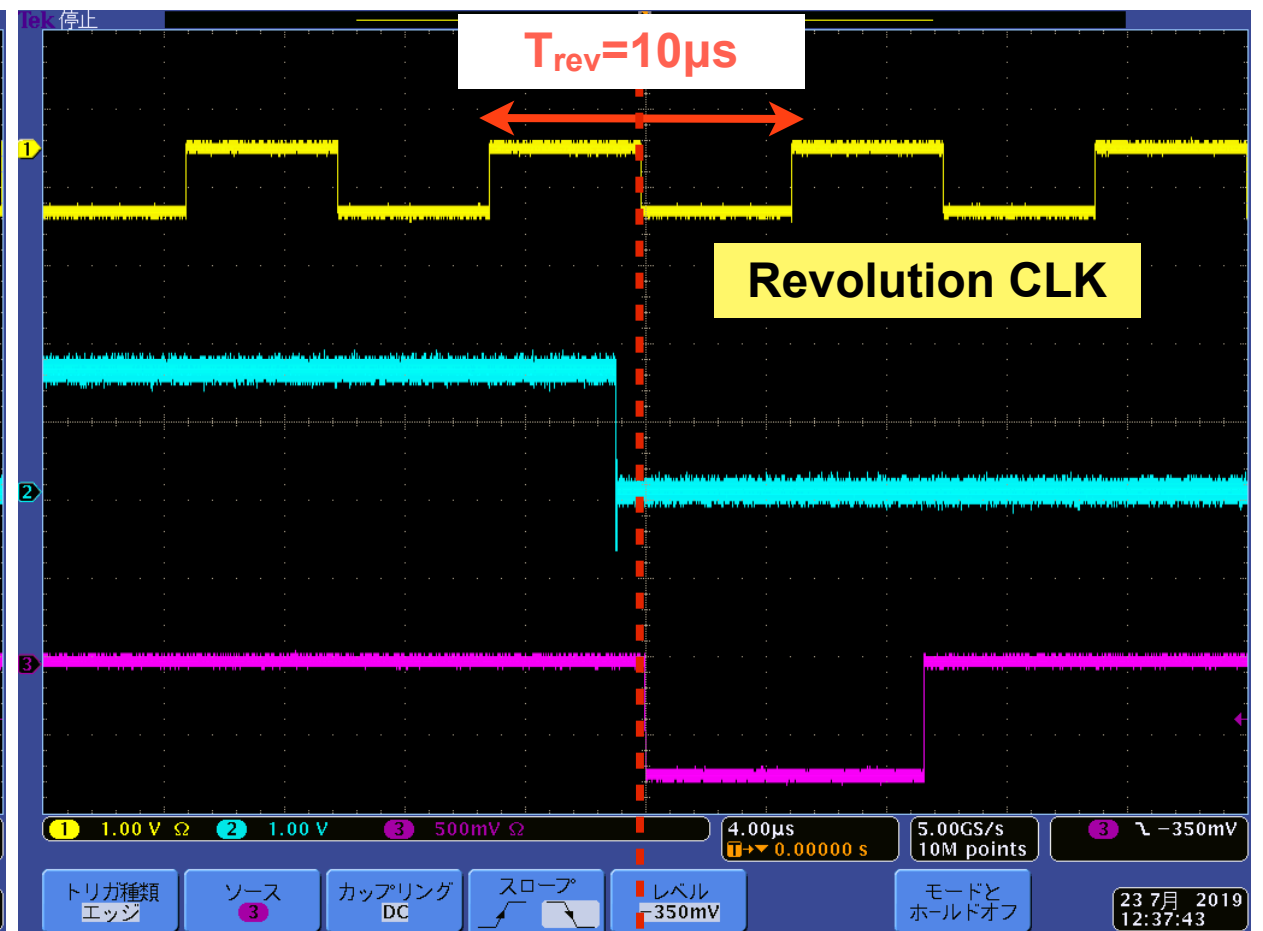 Tek 停止
Trev=10μs
1
Revolution CLK
2
3
1 1.00 V Ω 2 1.00 V 3 500mV Ω
4.00μs
T→▼ 0.00000 s
5.00GS/s
10M points
3 ㄟ −350mV
トリガ種類
エッジ
ソース
3
カップリング
DC
スロープ
レベル
−350mV
モードと
ホールドオフ
23 7月 2019
12:37:43